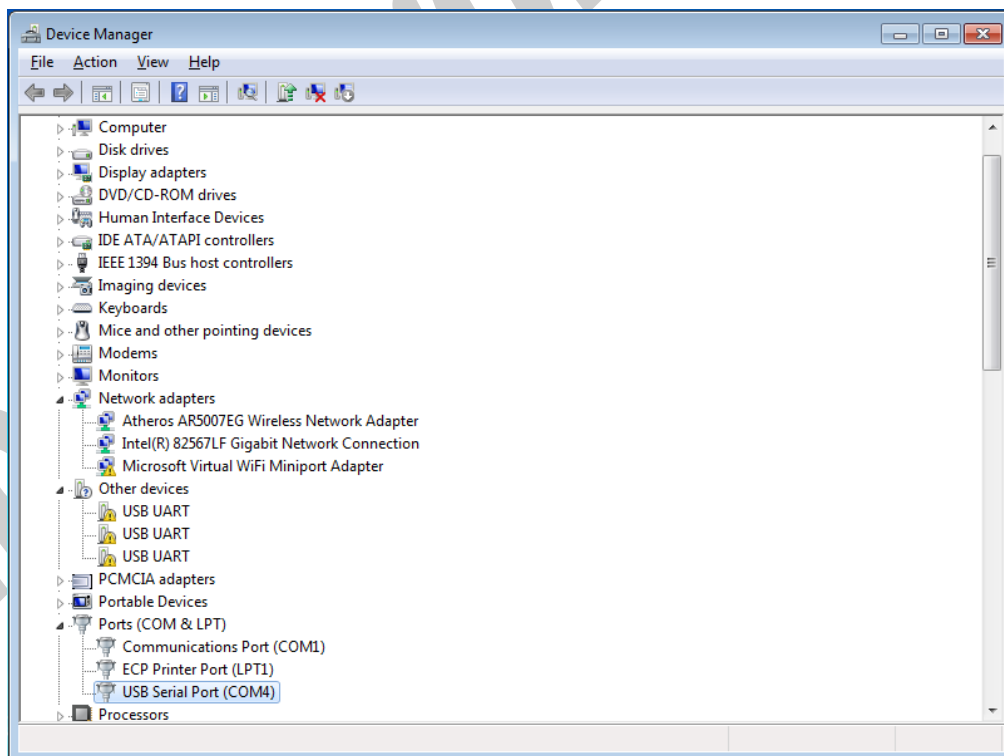 Device Manager
File Action View Help
Computer
Disk drives
Display adapters
DVD/CD-ROM drives
Human Interface Devices
IDE ATA/ATAPI controllers
IEEE 1394 Bus host controllers
Imaging devices
Keyboards
Mice and other pointing devices
Modems
Monitors
Network adapters
Atheros AR5007EG Wireless Network Adapter
Intel(R) 82567LF Gigabit Network Connection
Microsoft Virtual WiFi Miniport Adapter
Other devices
USB UART
USB UART
USB UART
PCMCIA adapters
Portable Devices
Ports (COM & LPT)
Communications Port (COM1)
ECP Printer Port (LPT1)
USB Serial Port (COM4)
Processors